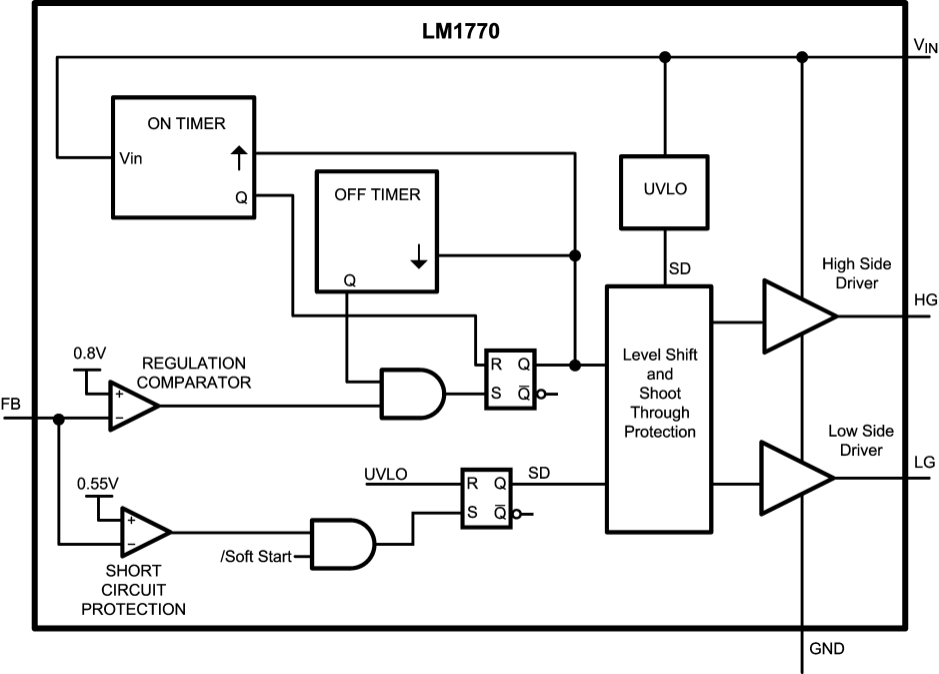 LM1770
VIN
ON TIMER
Vin
Q
OFF TIMER
Q
UVLO
SD
High Side
Driver
HG
0.8V
REGULATION
COMPARATOR
+
−
FB
R Q
S Q̅
Level Shift
and
Shoot
Through
Protection
Low Side
Driver
LG
0.55V
+
−
SHORT
CIRCUIT
PROTECTION
/Soft Start
UVLO
R Q
S Q̅
SD
GND